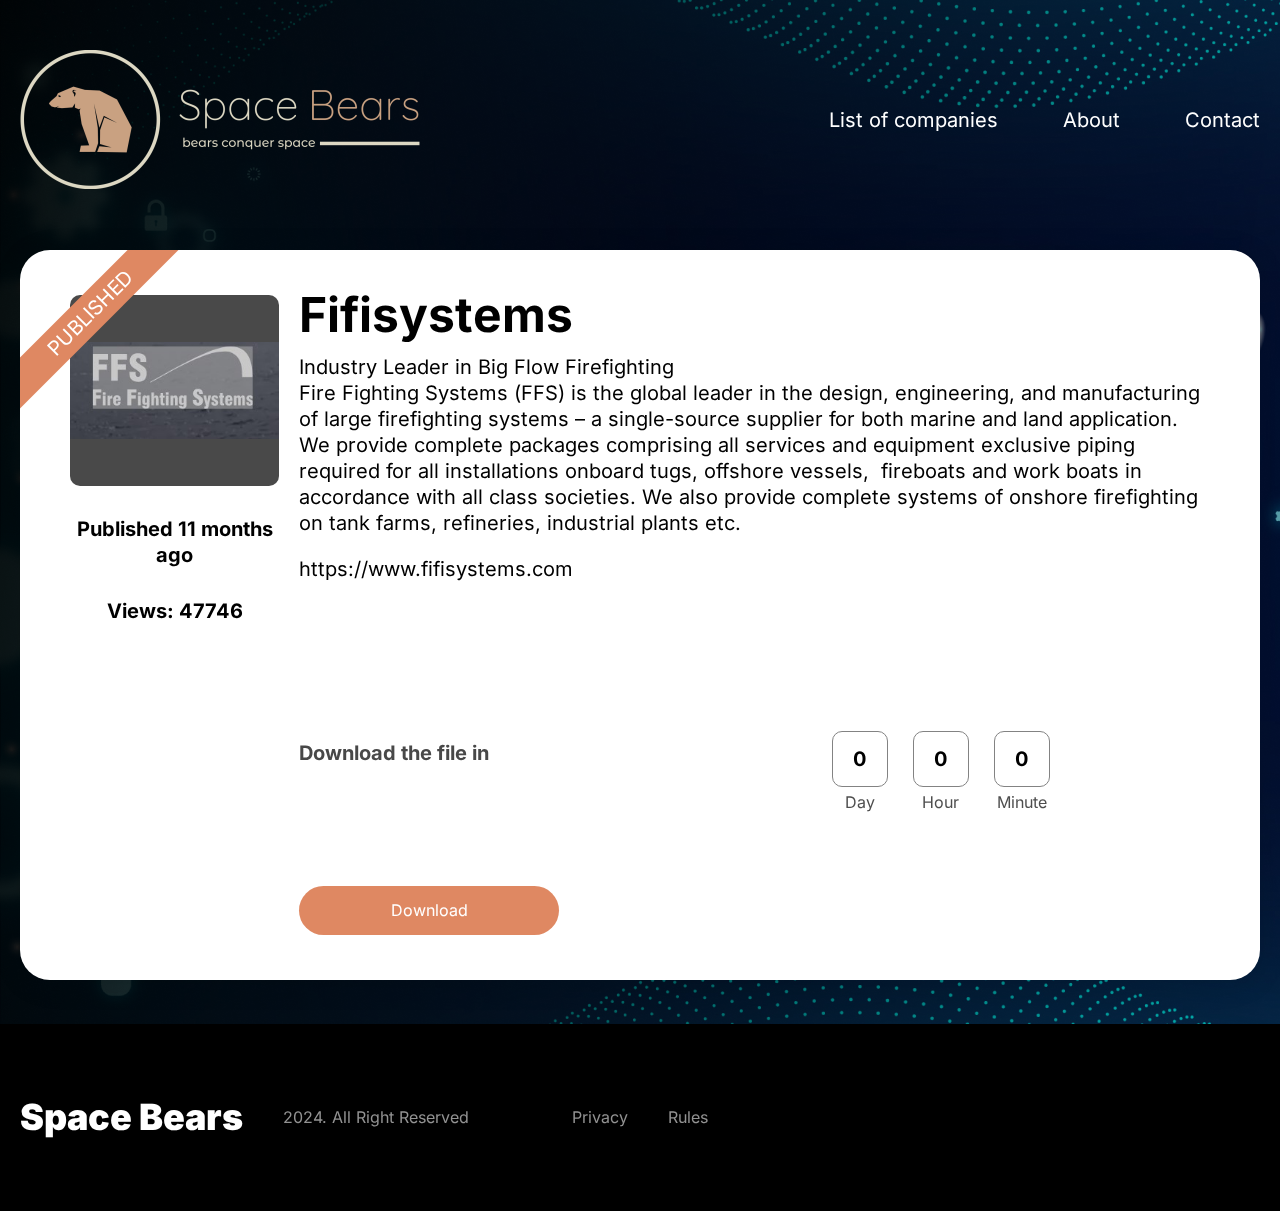 Space Bears
bears conquer space
List of companies
About
Contact
PUBLISHED
FFS
Fire Fighting Systems
Published 11 months
ago
Views: 47746
Fifisystems
Industry Leader in Big Flow Firefighting
Fire Fighting Systems (FFS) is the global leader in the design, engineering, and manufacturing
of large firefighting systems – a single-source supplier for both marine and land application.
We provide complete packages comprising all services and equipment exclusive piping
required for all installations onboard tugs, offshore vessels,  fireboats and work boats in
accordance with all class societies. We also provide complete systems of onshore firefighting
on tank farms, refineries, industrial plants etc.
https://www.fifisystems.com
Download the file in
0 0 0
Day Hour Minute
Download
Space Bears
2024. All Right Reserved
Privacy
Rules